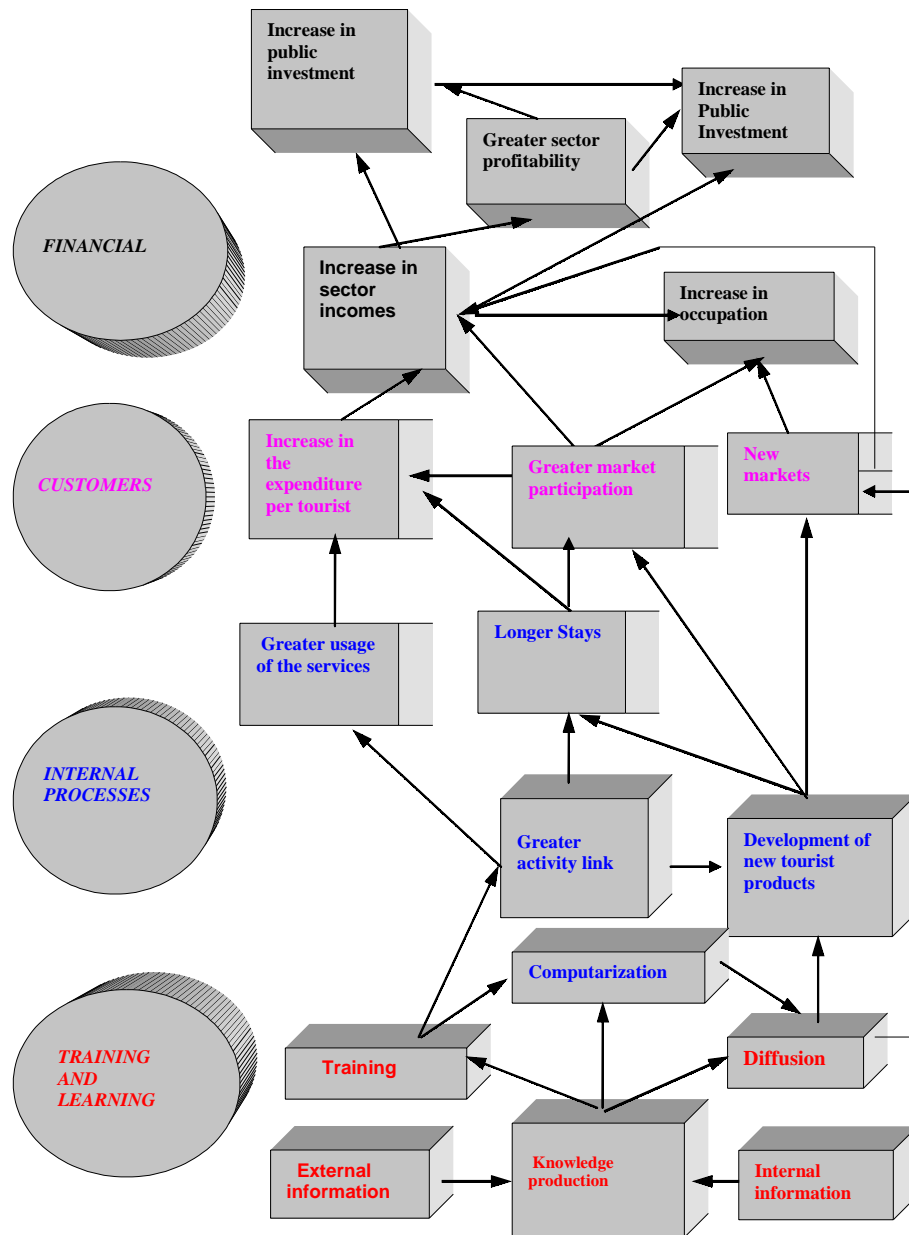 Increase in
public
investment
Increase in
Public
Investment
Greater sector
profitability
FINANCIAL
Increase in
sector
incomes
Increase in
occupation
CUSTOMERS
Increase in
the
expenditure
per tourist
Greater market
participation
New
markets
Greater usage
of the services
Longer Stays
INTERNAL
PROCESSES
Greater
activity link
Development of
new tourist
products
Computarization
TRAINING
AND
LEARNING
Training
Diffusion
External
information
Knowledge
production
Internal
information